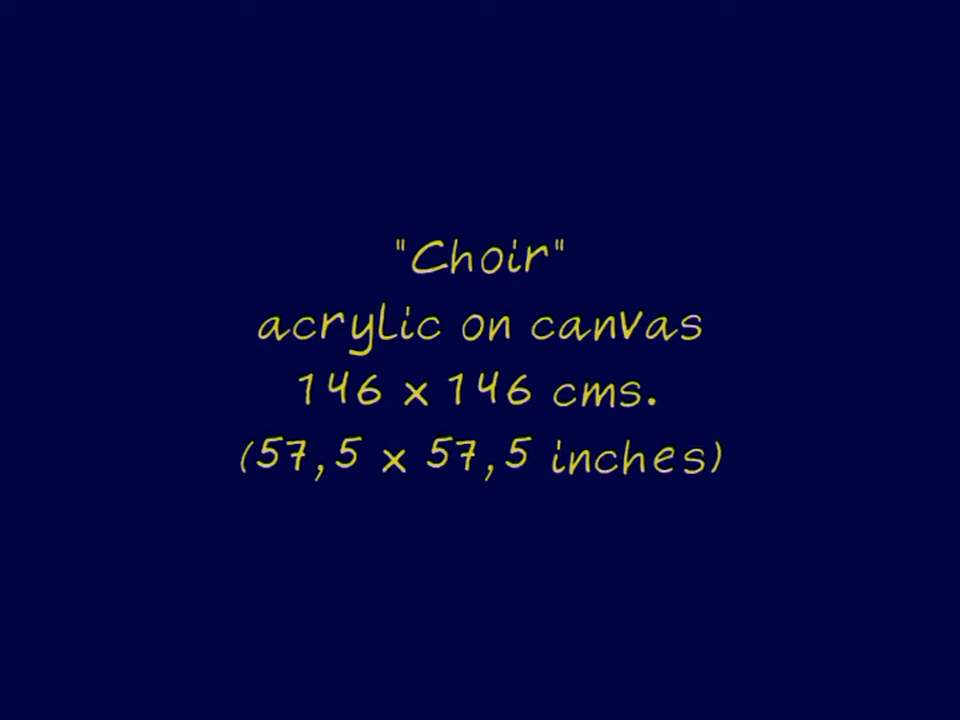 "Choir"
acrylic on canvas
146 x 146 cms.
(57,5 x 57,5 inches)